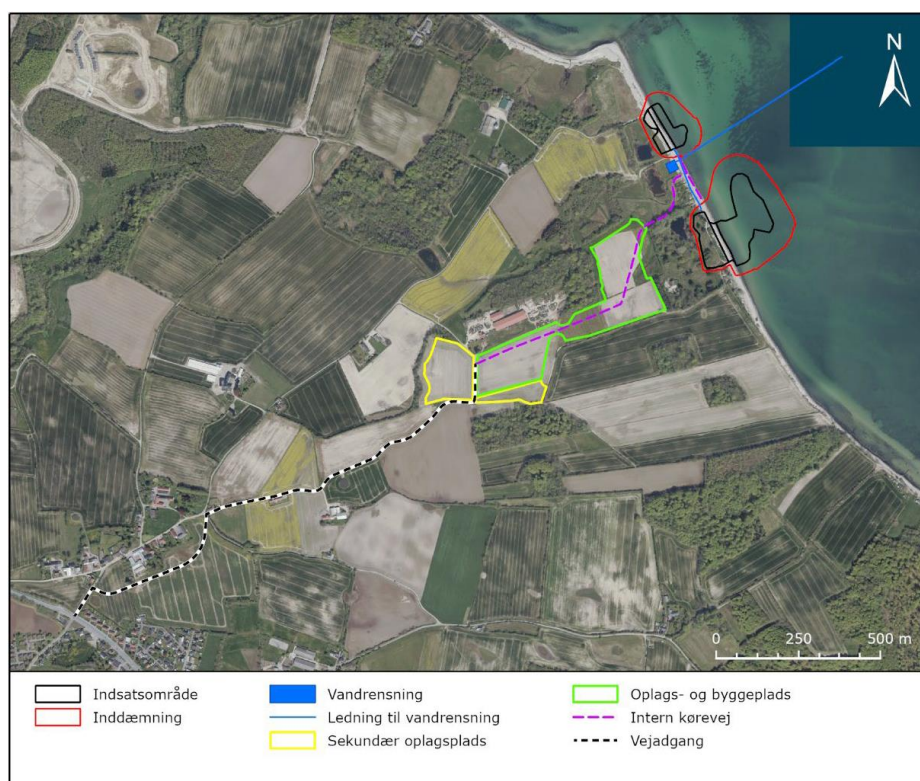 N
0 250 500 m
Indsatsområde
Inddæmning
Vandrensning
Ledning til vandrensning
Sekundær oplagsplads
Oplags- og byggeplads
Intern kørevej
Vejadgang